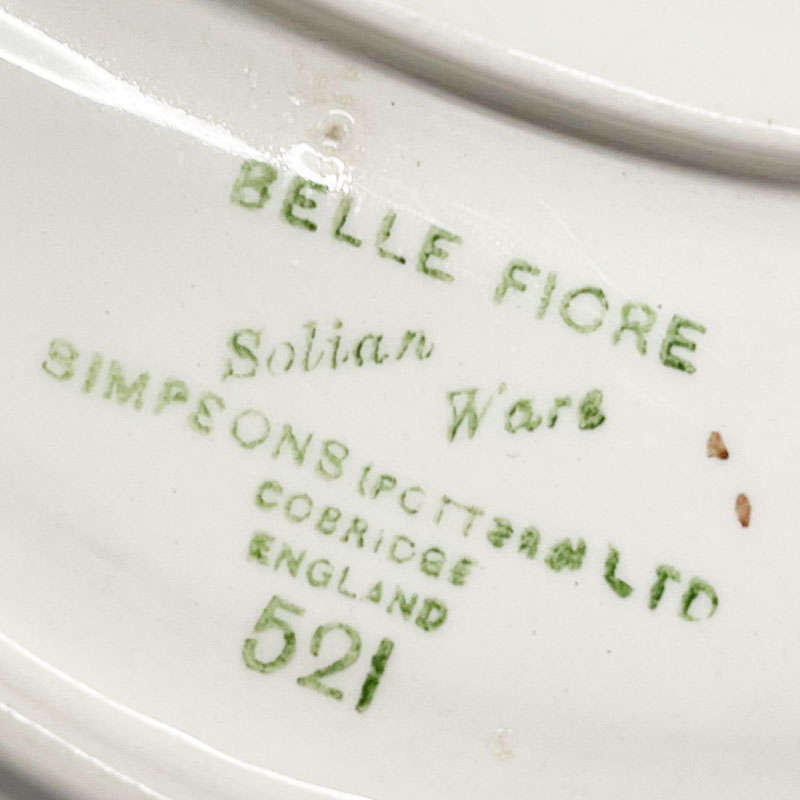 BELLE FIORE
Solian Ware
SIMPSONS (POTTERS) LTD
COBRIDGE
ENGLAND
521